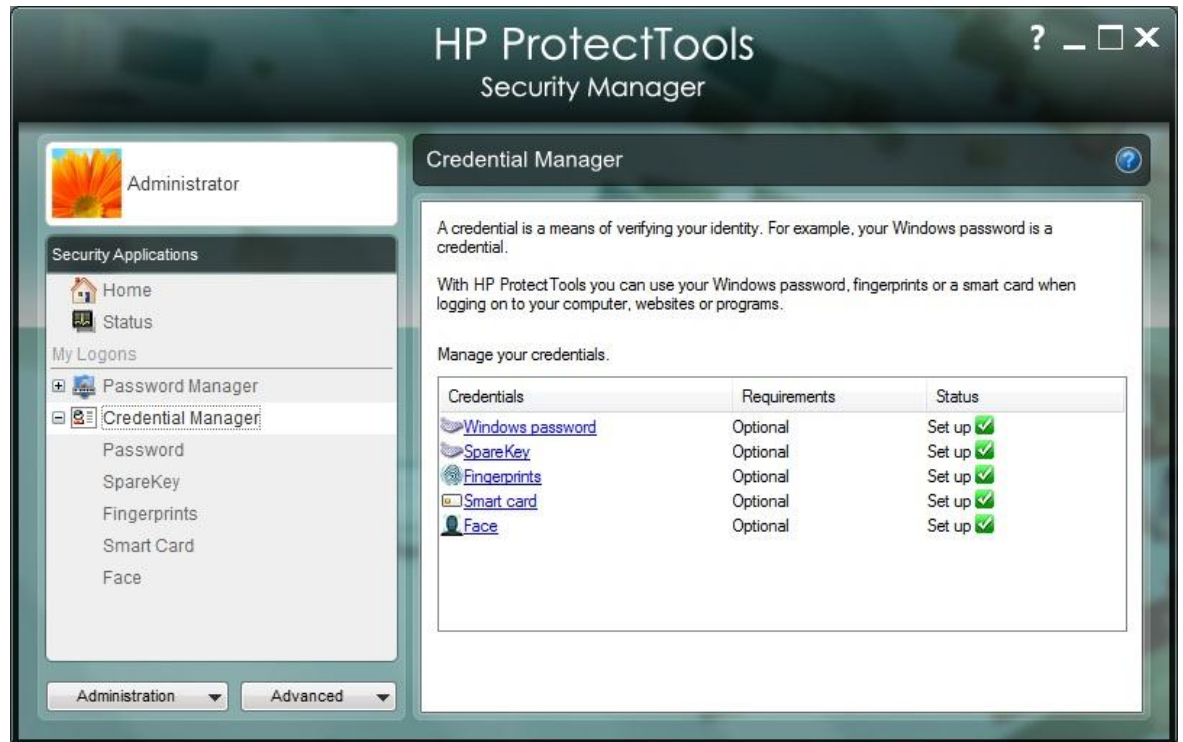 HP ProtectTools
Security Manager
?
Administrator
Security Applications
Home
Status
My Logons
Password Manager
Credential Manager
Password
SpareKey
Fingerprints
Smart Card
Face
Administration
Advanced
Credential Manager
?
A credential is a means of verifying your identity. For example, your Windows password is a
credential.
With HP ProtectTools you can use your Windows password, fingerprints or a smart card when
logging on to your computer, websites or programs.
Manage your credentials.
Credentials Requirements Status
Windows password Optional Set up
SpareKey Optional Set up
Fingerprints Optional Set up
Smart card Optional Set up
Face Optional Set up